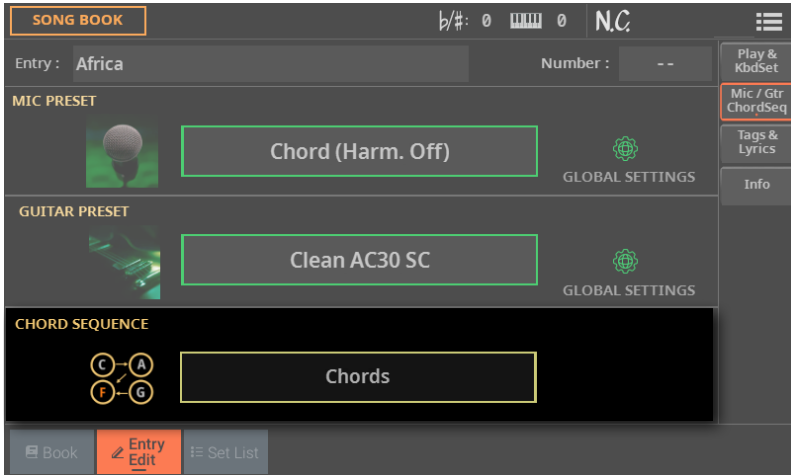 SONG BOOK
♭/♯: 0
0
N.C.
Entry : Africa
Number : --
Play &
KbdSet
MIC PRESET
Mic / Gtr
ChordSeq
Chord (Harm. Off)
GLOBAL SETTINGS
Tags &
Lyrics
Info
GUITAR PRESET
Clean AC30 SC
GLOBAL SETTINGS
CHORD SEQUENCE
C A
F G
Chords
Book
Entry
Edit
Set List